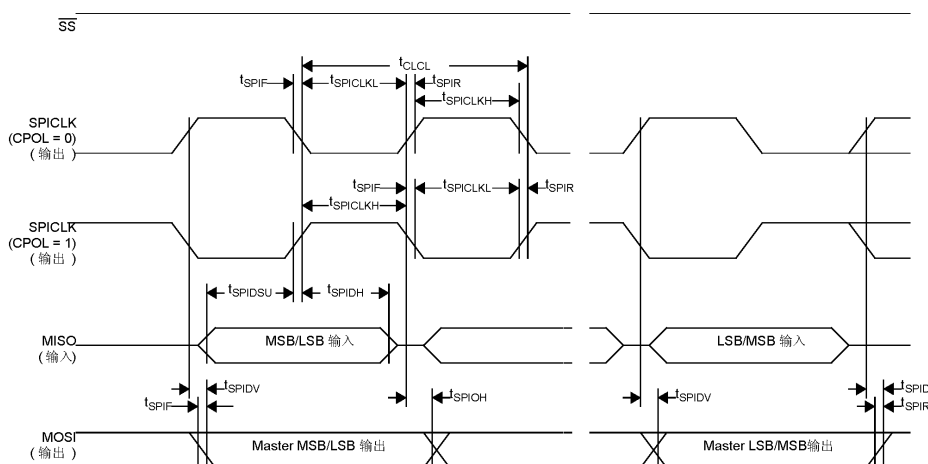 SS
tCLCL
tSPIF tSPICLKL tSPIR
tSPICLKH
SPICLK
(CPOL = 0)
(输出)
tSPIF tSPICLKL tSPIR
tSPICLKH
SPICLK
(CPOL = 1)
(输出)
tSPIDSU tSPIDH
MISO
(输入)
MSB/LSB 输入 LSB/MSB 输入
tSPIDV tSPIOH tSPIDV tSPID
tSPIF tSPIR
MOSI
(输出)
Master MSB/LSB 输出 Master LSB/MSB输出